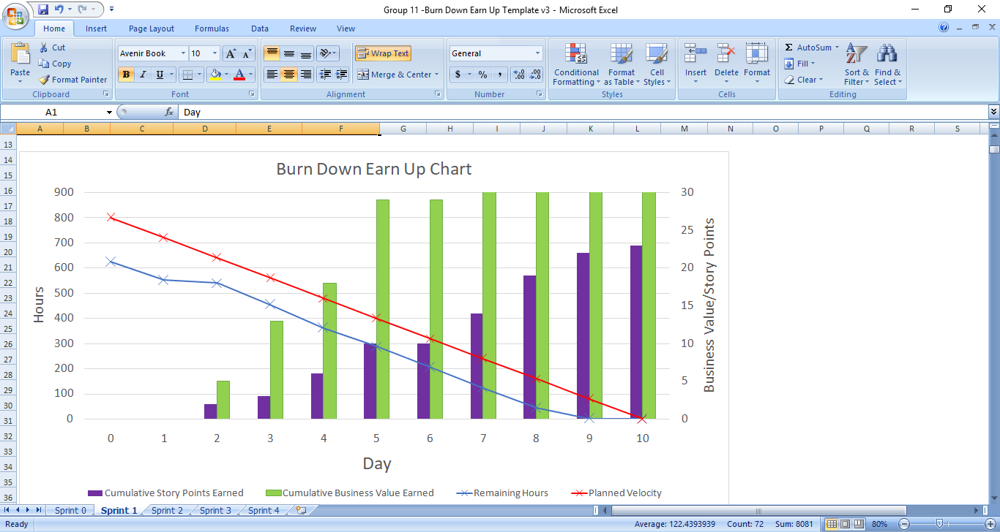 Group 11 -Burn Down Earn Up Template v3 - Microsoft Excel
Home Insert Page Layout Formulas Data Review View
Paste
Cut
Copy
Format Painter
Clipboard
Avenir Book 10 A A
B I U A
Font
Wrap Text
Merge & Center
Alignment
General
$ % ,
.00 .0
Number
Conditional Formatting
Format as Table
Cell Styles
Styles
Insert Delete Format
Cells
Σ AutoSum
Fill
Clear
Sort & Filter
Find & Select
Editing
A1 fx Day
A B C D E F G H I J K L M N O P Q R S
13
14
15
16
17
18
19
20
21
22
23
24
25
26
27
28
29
30
31
32
33
34
35
36
Burn Down Earn Up Chart
Hours
900
800
700
600
500
400
300
200
100
0
30
25
20
15
10
5
0
Business Value/Story Points
0 1 2 3 4 5 6 7 8 9 10
Day
Cumulative Story Points Earned Cumulative Business Value Earned Remaining Hours Planned Velocity
Sprint 0 Sprint 1 Sprint 2 Sprint 3 Sprint 4
Ready Average: 122.4393939 Count: 72 Sum: 8081 80%